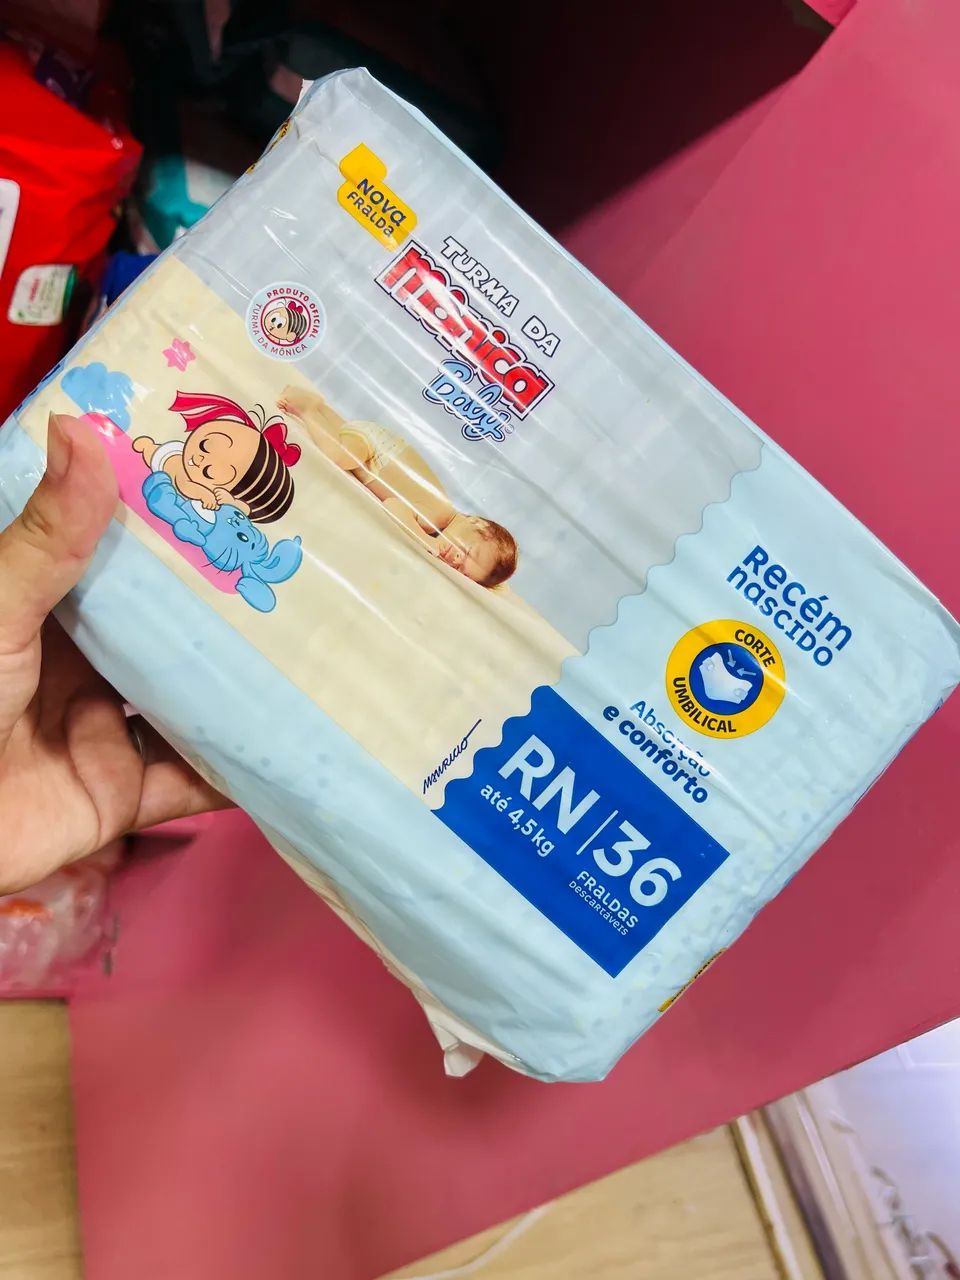 NOVA
FRALDA
TURMA DA
Mônica
Baby
PRODUTO OFICIAL
TURMA DA MÔNICA
Recém
nascido
CORTE
UMBILICAL
Absorção
e conforto
MAURICIO
RN | 36
até 4,5kg
FRALDAS
DESCARTÁVEIS